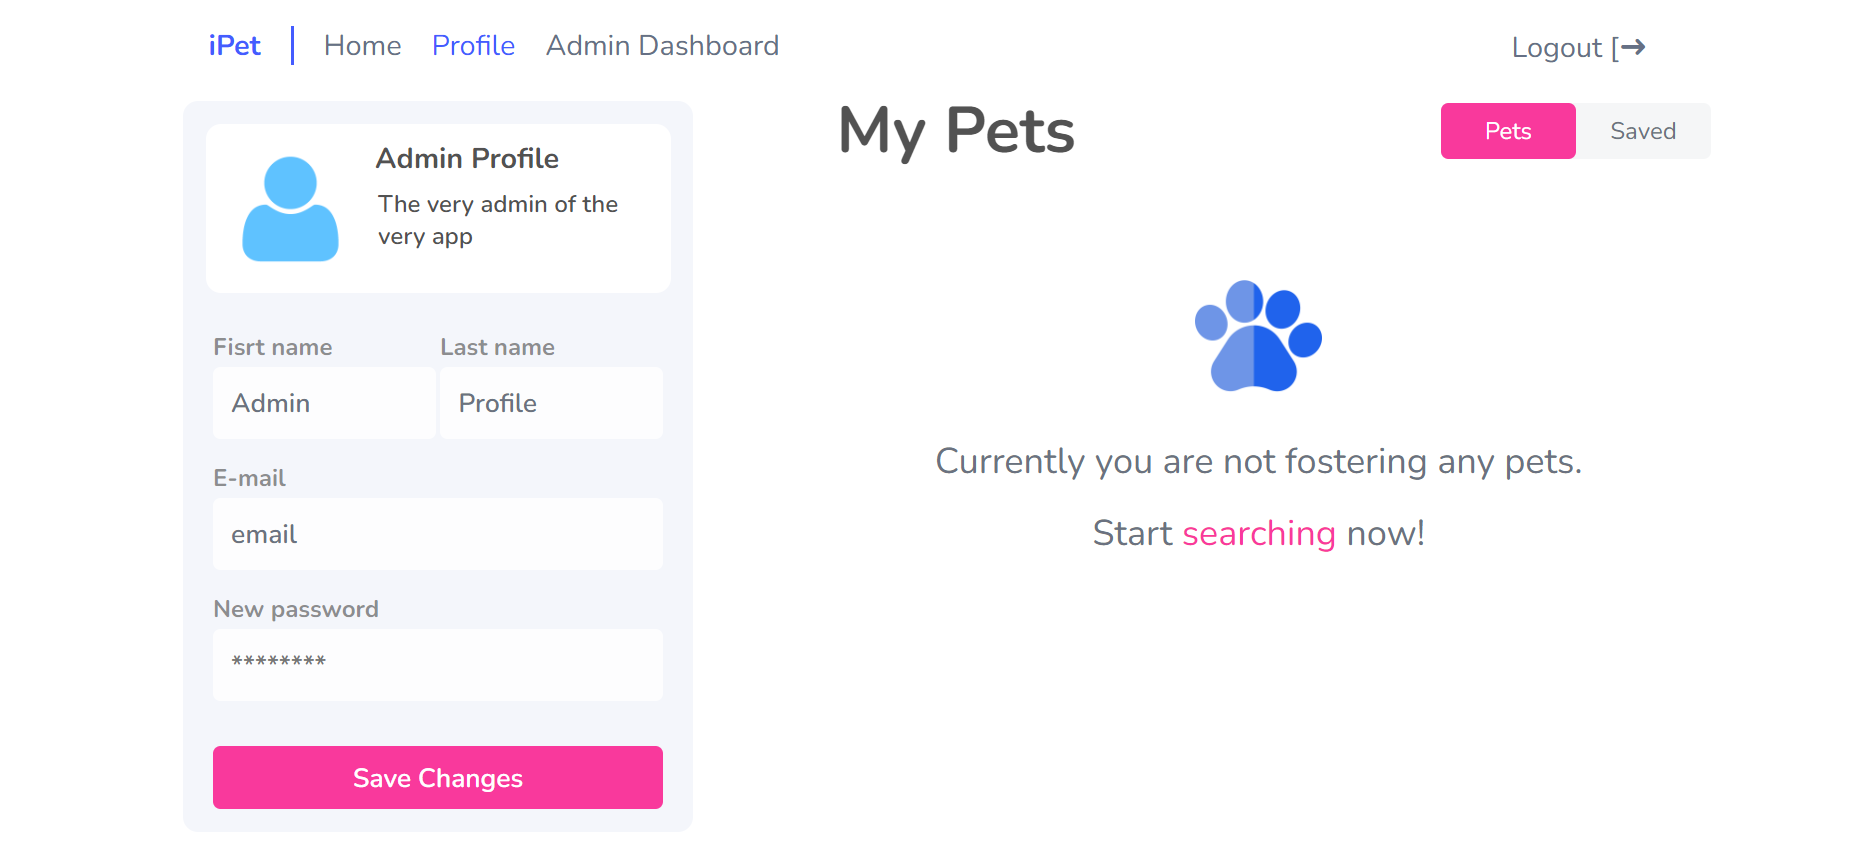 iPet
Home
Profile
Admin Dashboard
Logout
Admin Profile
The very admin of the
very app
Fisrt name
Last name
Admin
Profile
E-mail
email
New password
********
Save Changes
My Pets
Pets
Saved
Currently you are not fostering any pets.
Start searching now!